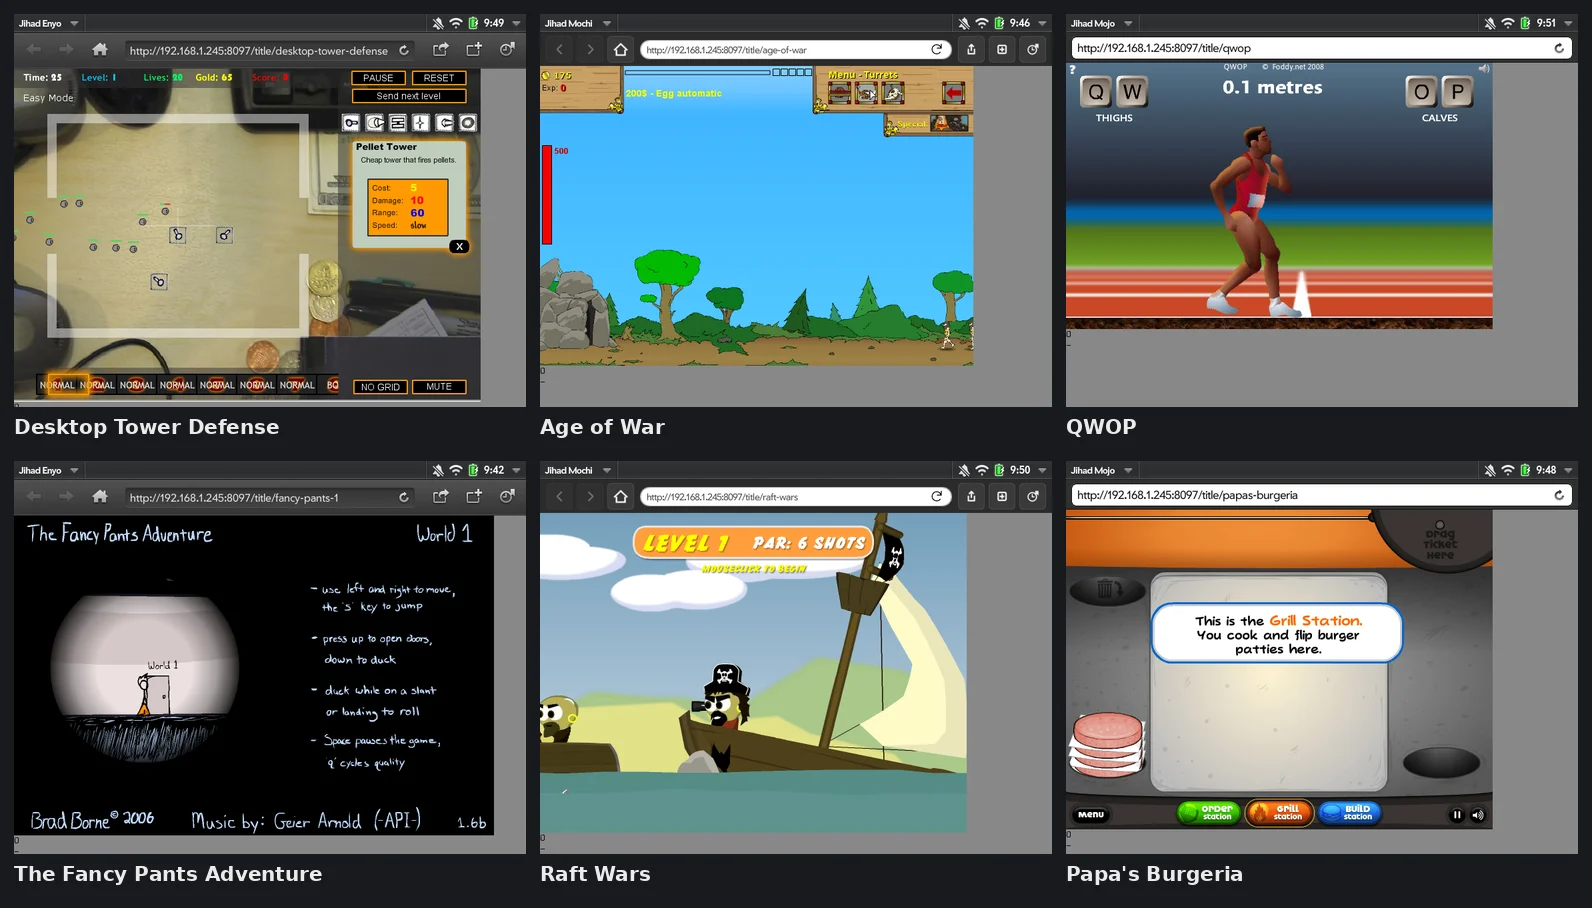 Jihad Enyo
9:49
http://192.168.1.245:8097/title/desktop-tower-defense
Time: 25 Level: 1 Lives: 20 Gold: 65 Score: 0
Easy Mode
PAUSE RESET
Send next level
Pellet Tower
Cheap tower that fires pellets.
Cost: 5
Damage: 10
Range: 60
Speed: slow
X
NORMAL NORMAL NORMAL NORMAL NORMAL NORMAL NORMAL BO
NO GRID MUTE
Desktop Tower Defense
Jihad Mochi
9:46
http://192.168.1.245:8097/title/age-of-war
175
Exp: 0
200$ - Egg automatic
Menu - Turrets
Special
500
0
Age of War
Jihad Mojo
9:51
http://192.168.1.245:8097/title/qwop
? QWOP © Foddy.net 2008
Q W 0.1 metres O P
THIGHS CALVES
0
QWOP
Jihad Enyo
9:42
http://192.168.1.245:8097/title/fancy-pants-1
The Fancy Pants Adventure World 1
- use left and right to move,
the 's' key to jump
- press up to open doors,
down to duck
World 1
- duck while on a slant
or landing to roll
- Space pauses the game,
q' cycles quality
Brad Borne © 2006 Music by: Geier Arnold (-API-) 1.6b
0
The Fancy Pants Adventure
Jihad Mochi
9:50
http://192.168.1.245:8097/title/raft-wars
LEVEL 1 PAR: 6 SHOTS
MOUSECLICK TO BEGIN
0
Raft Wars
Jihad Mojo
9:48
http://192.168.1.245:8097/title/papas-burgeria
Drag
Ticket
Here
This is the Grill Station.
You cook and flip burger
patties here.
Menu
ORDER station
GRILL station
BUILD station
0
Papa's Burgeria